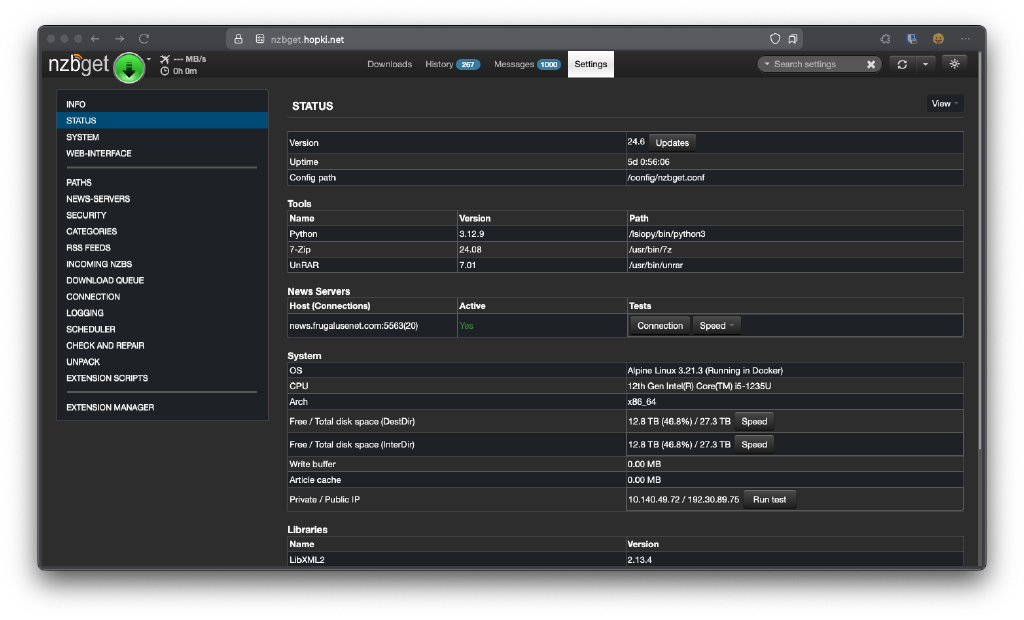 nzbget.hopki.net
nzbget
--- MB/s
0h 0m
Downloads History 267 Messages 1000 Settings
Search settings
INFO
STATUS
SYSTEM
WEB-INTERFACE
PATHS
NEWS-SERVERS
SECURITY
CATEGORIES
RSS FEEDS
INCOMING NZBS
DOWNLOAD QUEUE
CONNECTION
LOGGING
SCHEDULER
CHECK AND REPAIR
UNPACK
EXTENSION SCRIPTS
EXTENSION MANAGER
STATUS View
Version 24.6 Updates
Uptime 5d 0:56:06
Config path /config/nzbget.conf
Tools
Name Version Path
Python 3.12.9 /lsiopy/bin/python3
7-Zip 24.08 /usr/bin/7z
UnRAR 7.01 /usr/bin/unrar
News Servers
Host (Connections) Active Tests
news.frugalusenet.com:5563(20) Yes Connection Speed
System
OS Alpine Linux 3.21.3 (Running in Docker)
CPU 12th Gen Intel(R) Core(TM) i5-1235U
Arch x86_64
Free / Total disk space (DestDir) 12.8 TB (46.8%) / 27.3 TB Speed
Free / Total disk space (InterDir) 12.8 TB (46.8%) / 27.3 TB Speed
Write buffer 0.00 MB
Article cache 0.00 MB
Private / Public IP 10.140.49.72 / 192.30.89.75 Run test
Libraries
Name Version
LibXML2 2.13.4